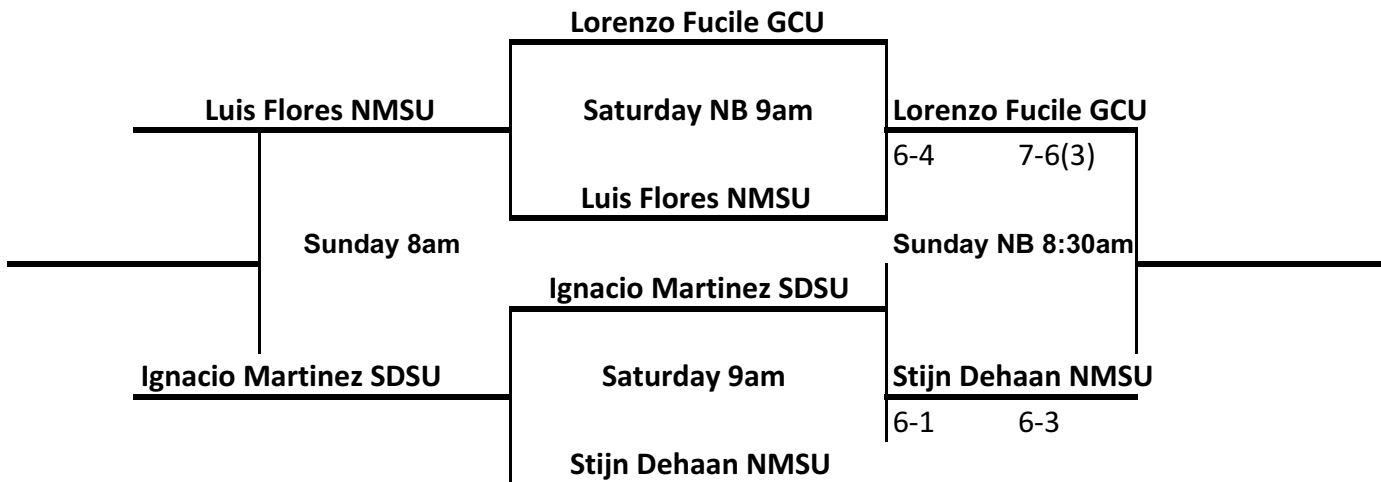 Lorenzo Fucile GCU
Luis Flores NMSU
Saturday NB 9am
Lorenzo Fucile GCU
6-4 7-6(3)
Luis Flores NMSU
Sunday 8am
Sunday NB 8:30am
Ignacio Martinez SDSU
Ignacio Martinez SDSU
Saturday 9am
Stijn Dehaan NMSU
6-1 6-3
Stijn Dehaan NMSU